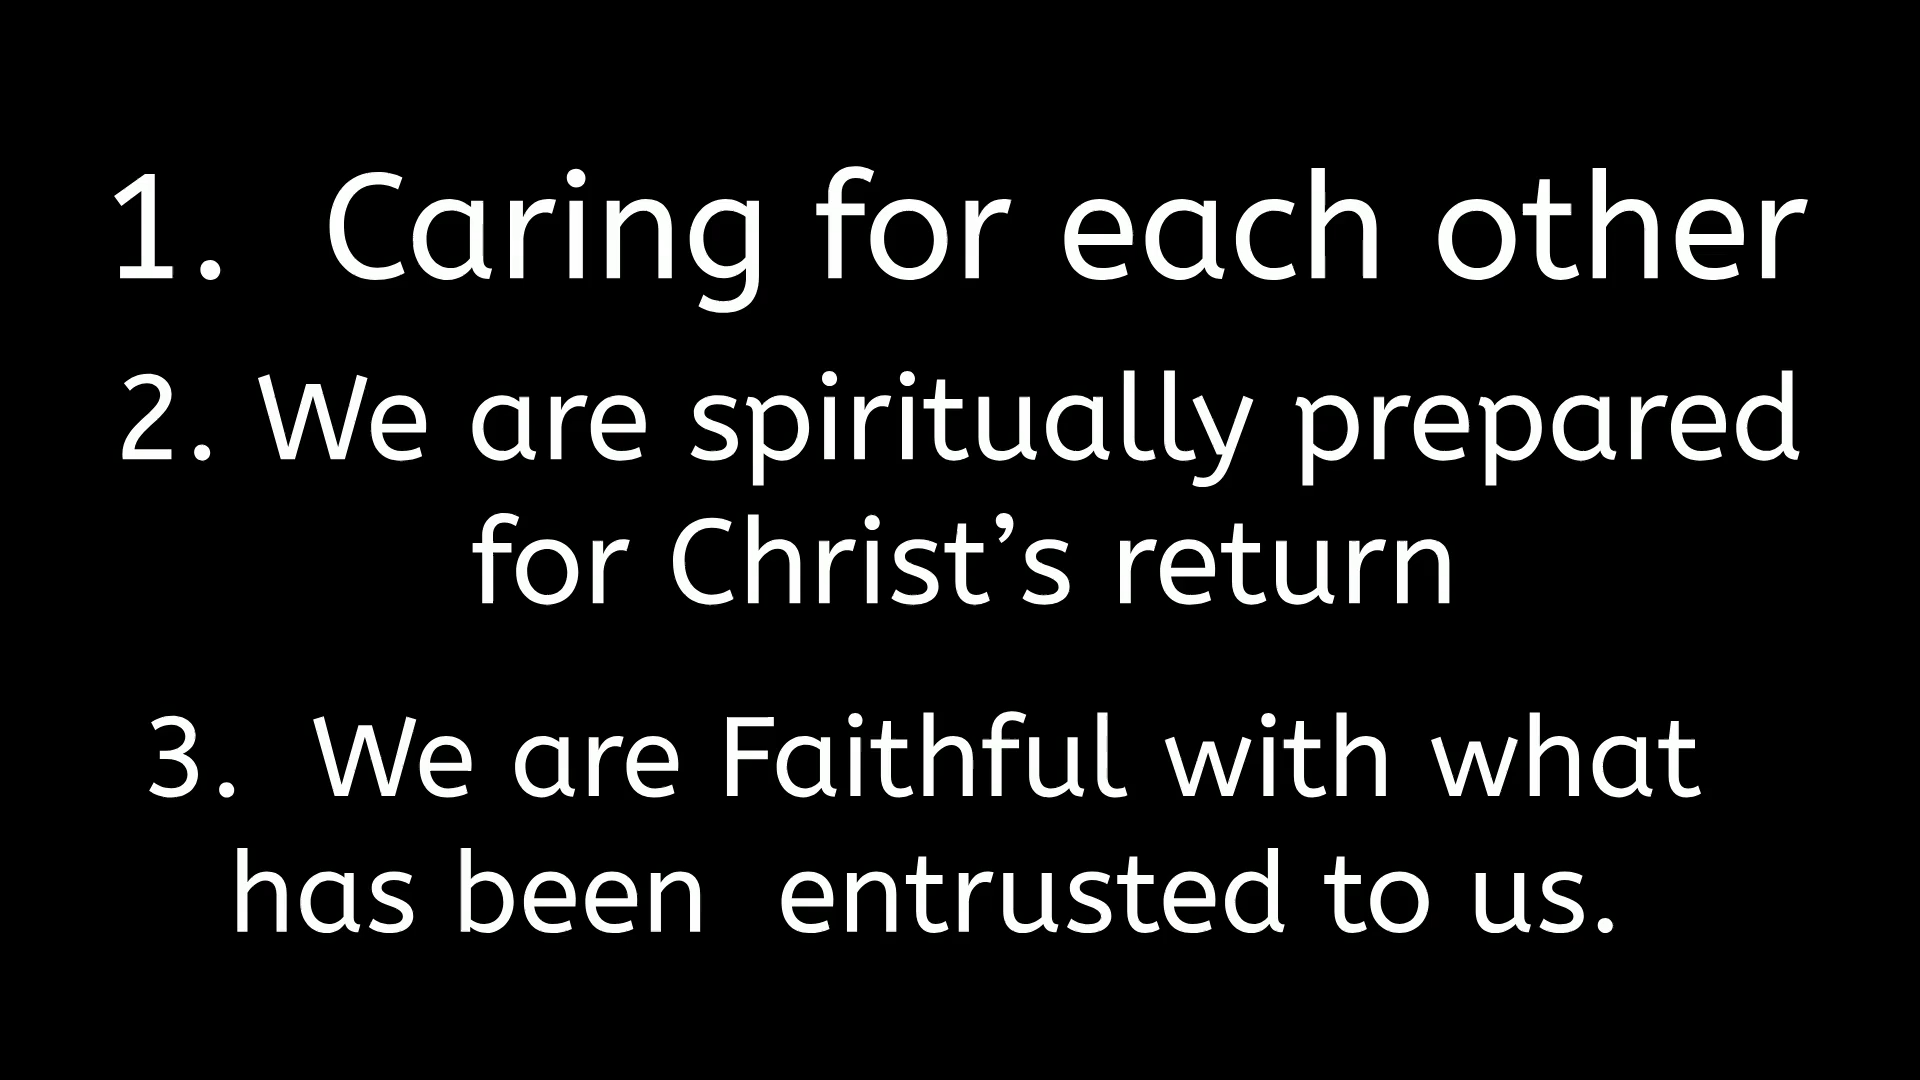 1.  Caring for each other
2. We are spiritually prepared
for Christ’s return
3.  We are Faithful with what
has been  entrusted to us.